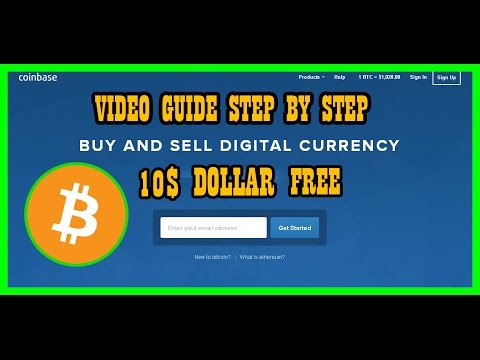 coinbase
Products Help 1 BTC = $1,020.68 Sign In Sign Up
VIDEO GUIDE STEP BY STEP
BUY AND SELL DIGITAL CURRENCY
10$ DOLLAR FREE
Enter your email address Get Started
New to bitcoin? | What is ethereum?